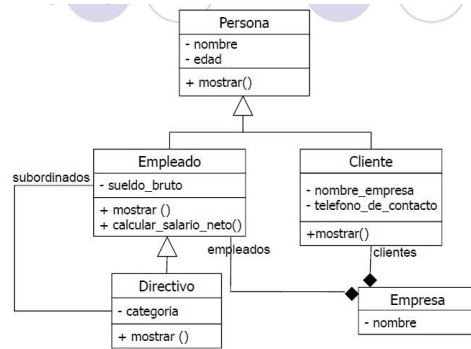 Persona
- nombre
- edad
+ mostrar()
Empleado
- sueldo_bruto
+ mostrar ()
+ calcular_salario_neto()
Cliente
- nombre_empresa
- telefono_de_contacto
+mostrar()
subordinados
empleados
clientes
Directivo
- categoria
+ mostrar ()
Empresa
- nombre